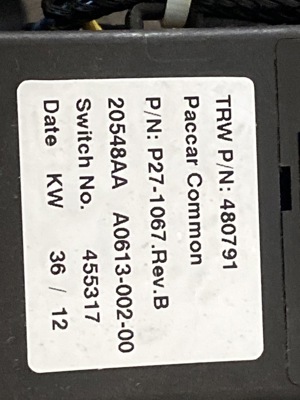 TRW P/N: 480791
Paccar Common
P/N: P27-1067 Rev.B
20548AA A0613-002-00
Switch No. 455317
Date KW 36 / 12